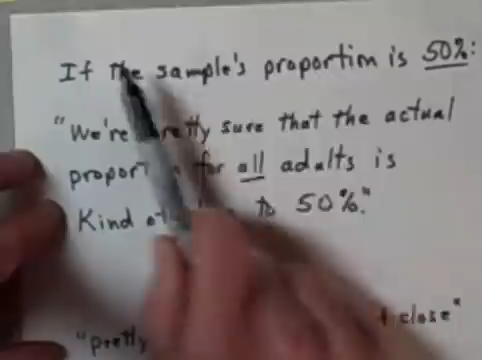 If the sample's proportion is 50%:
"We're pretty sure that the actual
proport for all adults is
Kind of to 50%."
"pretty close"